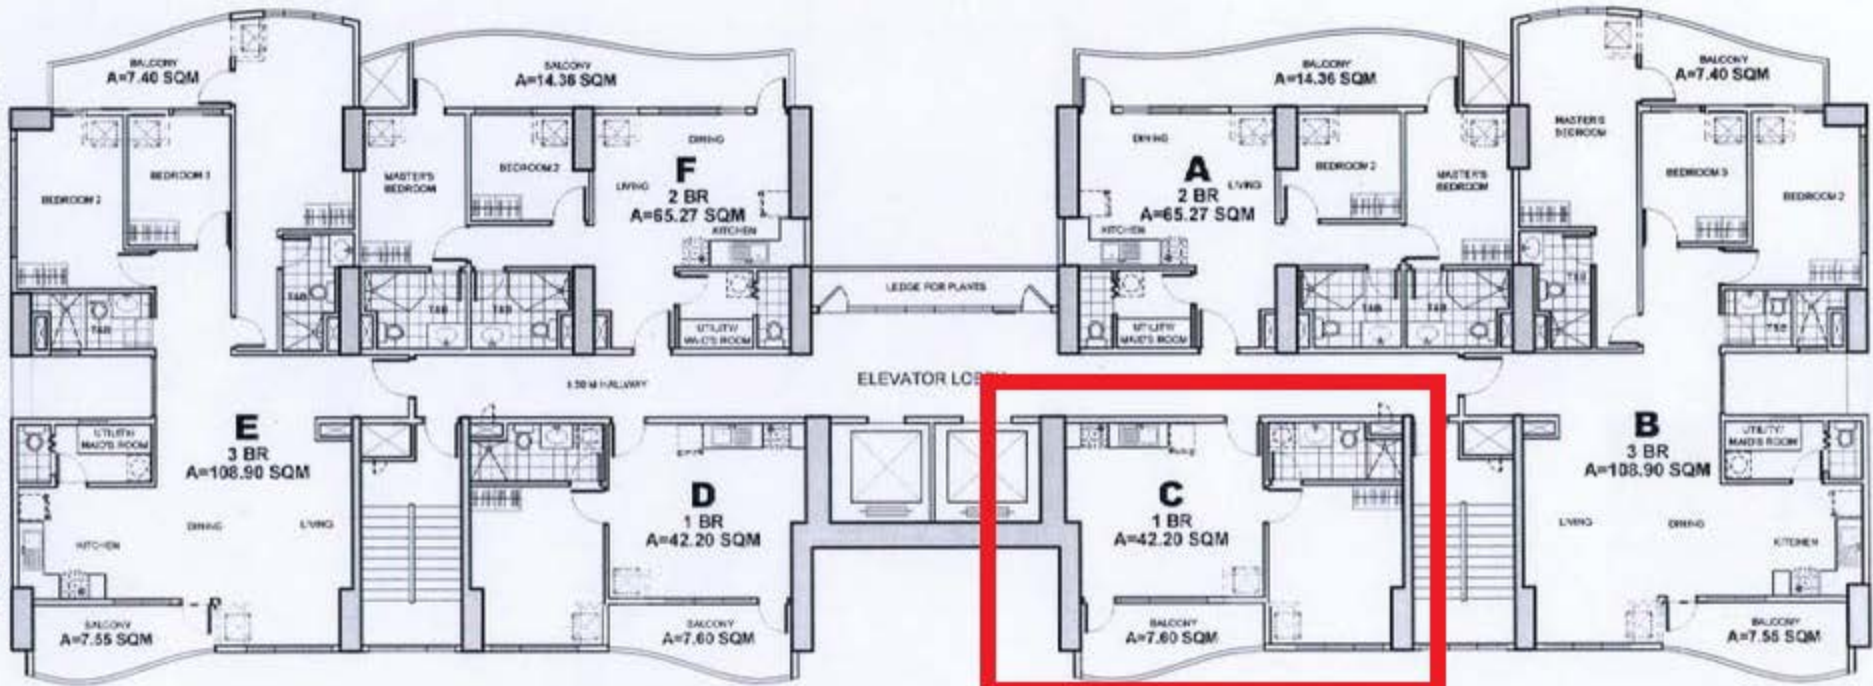 BALCONY
A=7.40 SQM
BALCONY
A=14.36 SQM
BALCONY
A=14.36 SQM
BALCONY
A=7.40 SQM
BEDROOM 2
BEDROOM 3
MASTER'S
BEDROOM
BEDROOM 2
DINING
LIVING
F
2 BR
A=65.27 SQM
KITCHEN
DINING
A
2 BR
A=65.27 SQM
LIVING
KITCHEN
BEDROOM 2
MASTER'S
BEDROOM
MASTER'S
BEDROOM
BEDROOM 3
BEDROOM 2
T&B
T&B
T&B
T&B
UTILITY/
MAID'S ROOM
LEDGE FOR PLANTS
UTILITY/
MAID'S ROOM
T&B
T&B
T&B
T&B
1.50 M HALLWAY
ELEVATOR LOBBY
UTILITY/
MAID'S ROOM
E
3 BR
A=108.90 SQM
DINING
LIVING
KITCHEN
D
1 BR
A=42.20 SQM
C
1 BR
A=42.20 SQM
B
3 BR
A=108.90 SQM
UTILITY/
MAID'S ROOM
LIVING
DINING
KITCHEN
BALCONY
A=7.55 SQM
BALCONY
A=7.60 SQM
BALCONY
A=7.60 SQM
BALCONY
A=7.55 SQM